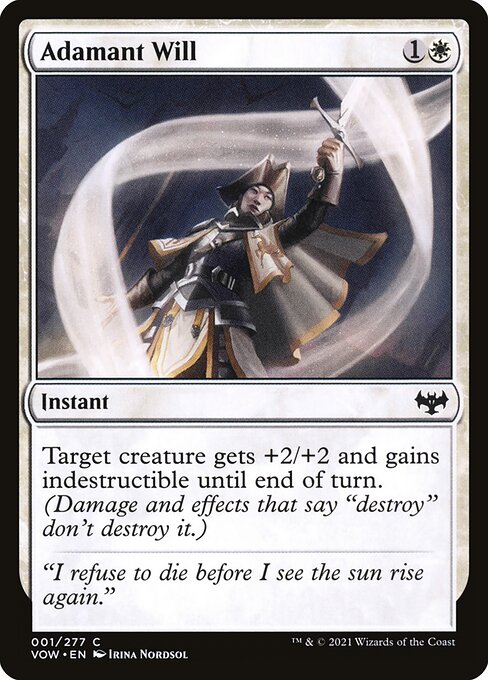 Adamant Will 1
Instant
Target creature gets +2/+2 and gains
indestructible until end of turn.
(Damage and effects that say “destroy”
don’t destroy it.)
“I refuse to die before I see the sun rise
again.”
001/277 C
VOW • EN Irina Nordsol
™ & © 2021 Wizards of the Coast